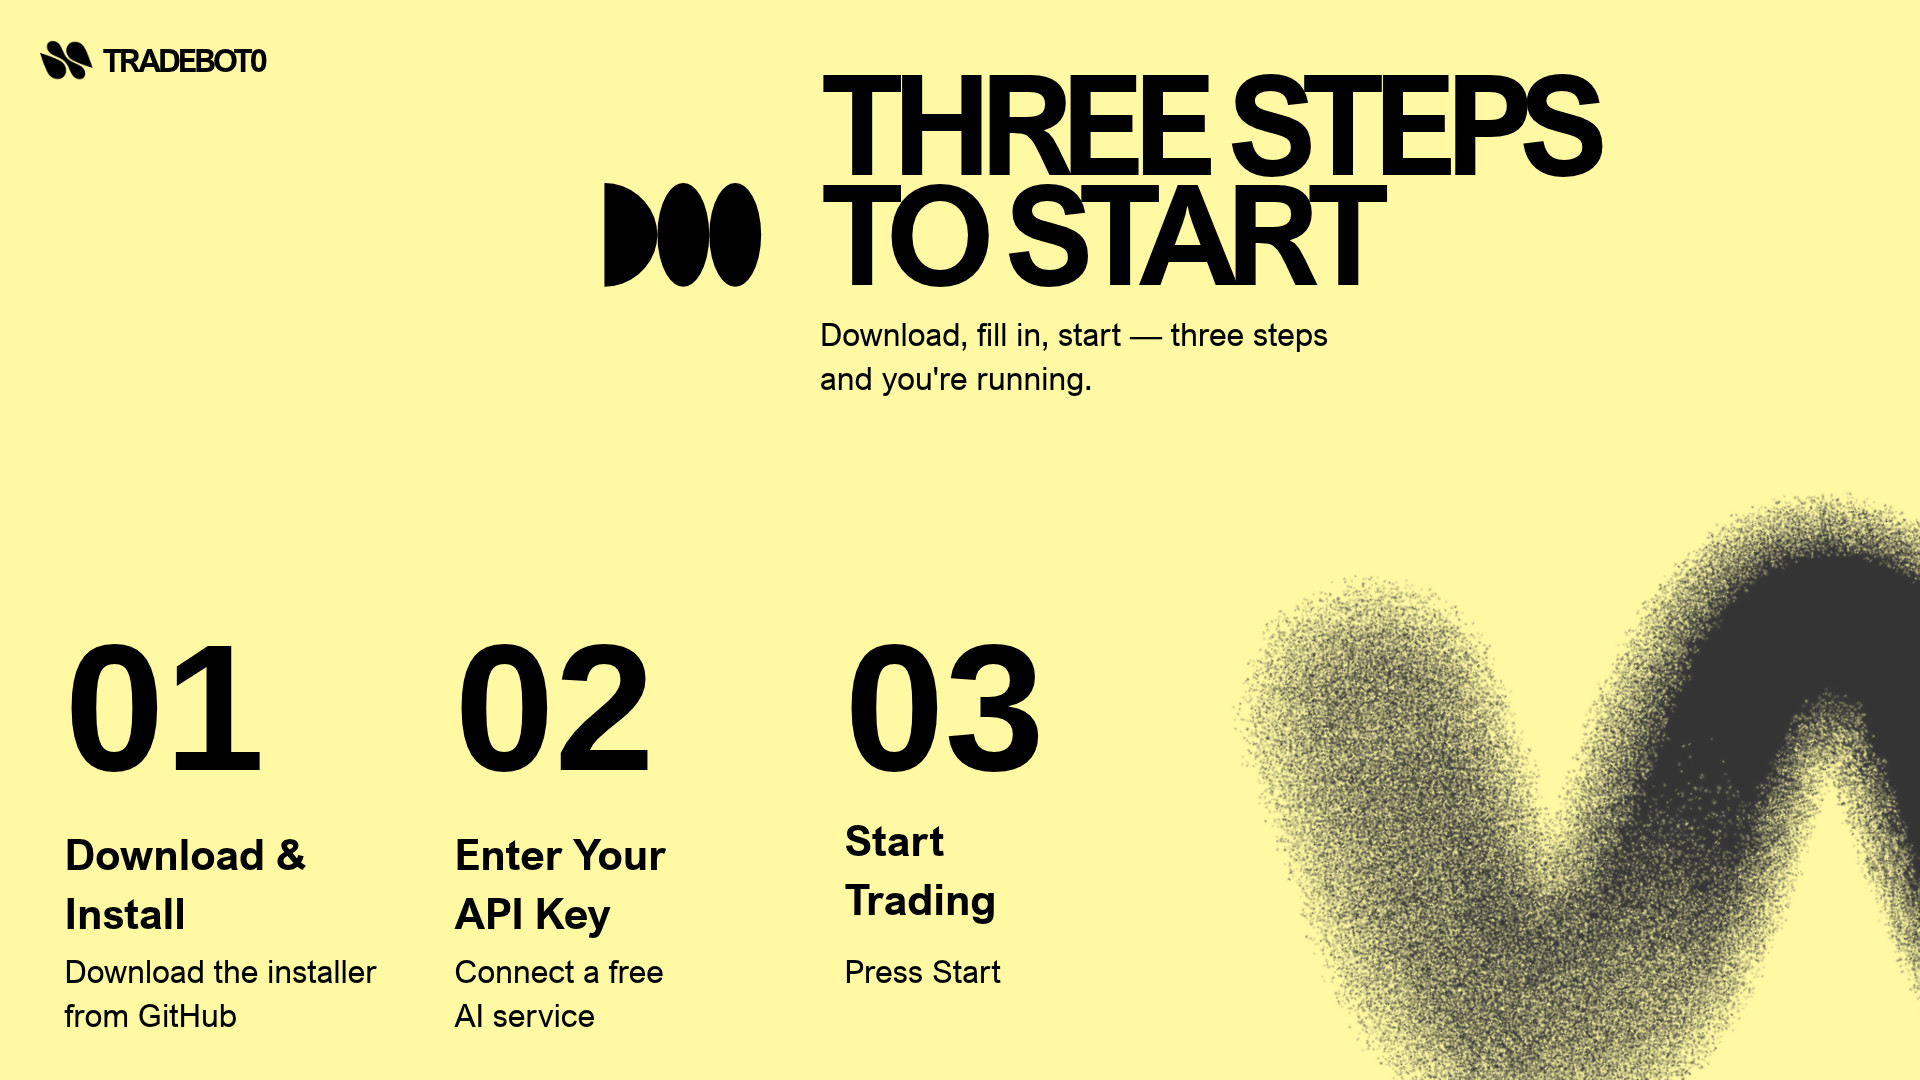 TRADEBOT0
THREE STEPS
TO START
Download, fill in, start — three steps
and you're running.
01
Download &
Install
Download the installer
from GitHub
02
Enter Your
API Key
Connect a free
AI service
03
Start
Trading
Press Start